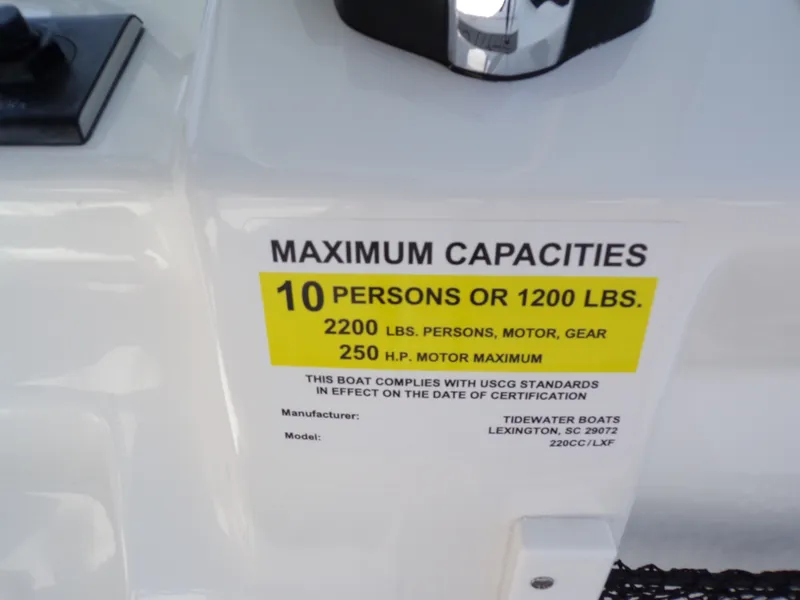 MAXIMUM CAPACITIES
10 PERSONS OR 1200 LBS.
2200 LBS. PERSONS, MOTOR, GEAR
250 H.P. MOTOR MAXIMUM
THIS BOAT COMPLIES WITH USCG STANDARDS
IN EFFECT ON THE DATE OF CERTIFICATION
Manufacturer: TIDEWATER BOATS
LEXINGTON, SC 29072
Model: 220CC/LXF